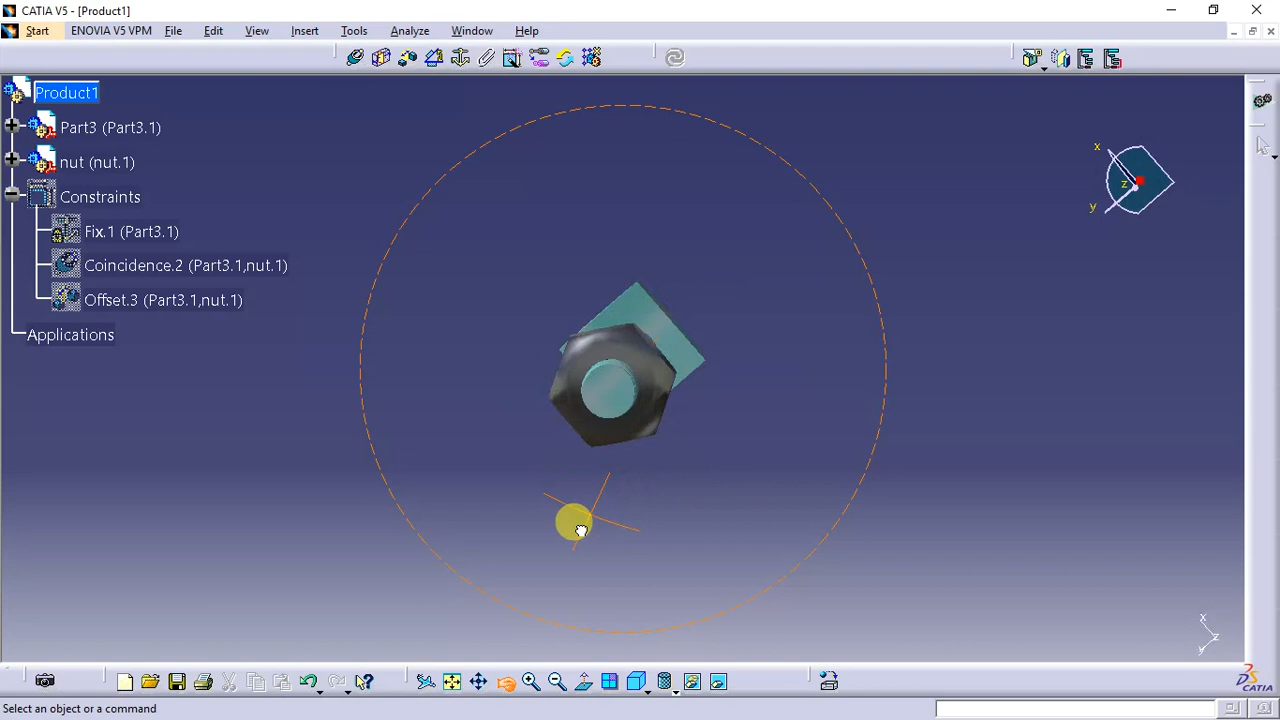 CATIA V5 - [Product1]
Start ENOVIA V5 VPM File Edit View Insert Tools Analyze Window Help
Product1
Part3 (Part3.1)
nut (nut.1)
Constraints
Fix.1 (Part3.1)
Coincidence.2 (Part3.1,nut.1)
Offset.3 (Part3.1,nut.1)
Applications
x
z
y
x
z
y
CATIA
Select an object or a command